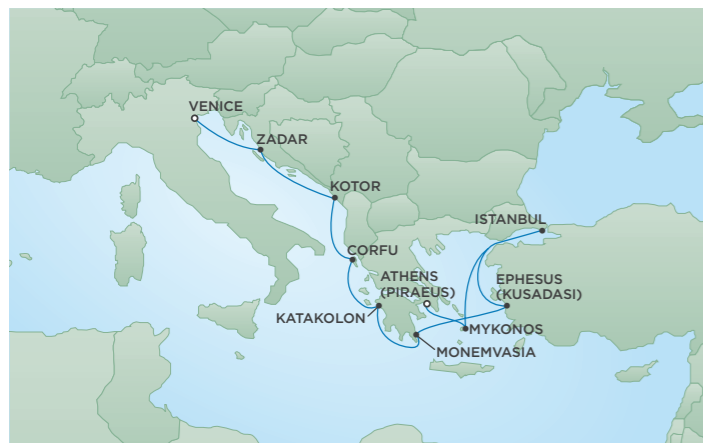 VENICE
ZADAR
KOTOR
ISTANBUL
CORFU
ATHENS
(PIRAEUS)
EPHESUS
(KUSADASI)
KATAKOLON
MYKONOS
MONEMVASIA